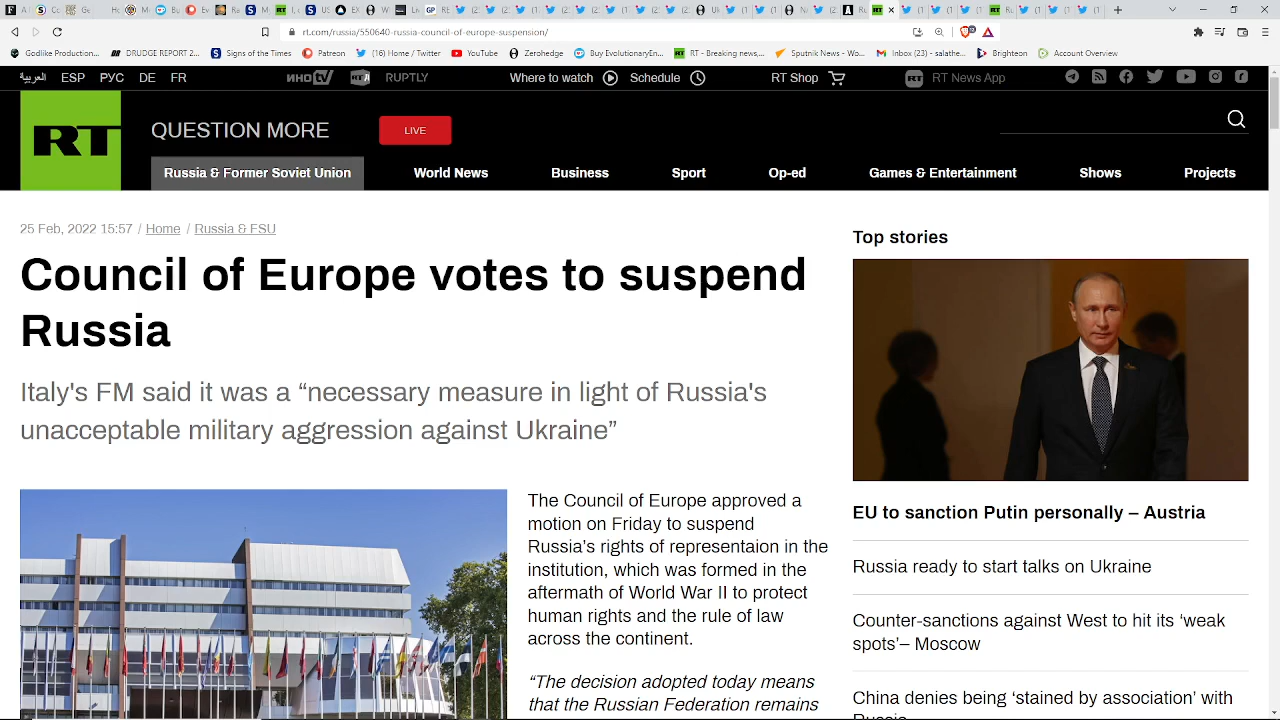 rt.com/russia/550640-russia-council-of-europe-suspension/
Godlike Productions... DRUDGE REPORT 2... Signs of the Times Patreon (16) Home / Twitter YouTube Zerohedge Buy EvolutionaryEn... RT - Breaking news,... Sputnik News - Wo... Inbox (23) - salathe... Brighteon Account Overview
العربية ESP РУС DE FR ИНО TV RUPTLY Where to watch Schedule RT Shop RT News App
RT
QUESTION MORE LIVE
Russia & Former Soviet Union World News Business Sport Op-ed Games & Entertainment Shows Projects
25 Feb, 2022 15:57 / Home / Russia & FSU
Council of Europe votes to suspend
Russia
Italy's FM said it was a “necessary measure in light of Russia's
unacceptable military aggression against Ukraine”
The Council of Europe approved a
motion on Friday to suspend
Russia’s rights of representaion in the
institution, which was formed in the
aftermath of World War II to protect
human rights and the rule of law
across the continent.
“The decision adopted today means
that the Russian Federation remains
Top stories
EU to sanction Putin personally – Austria
Russia ready to start talks on Ukraine
Counter-sanctions against West to hit its ‘weak
spots’– Moscow
China denies being ‘stained by association’ with